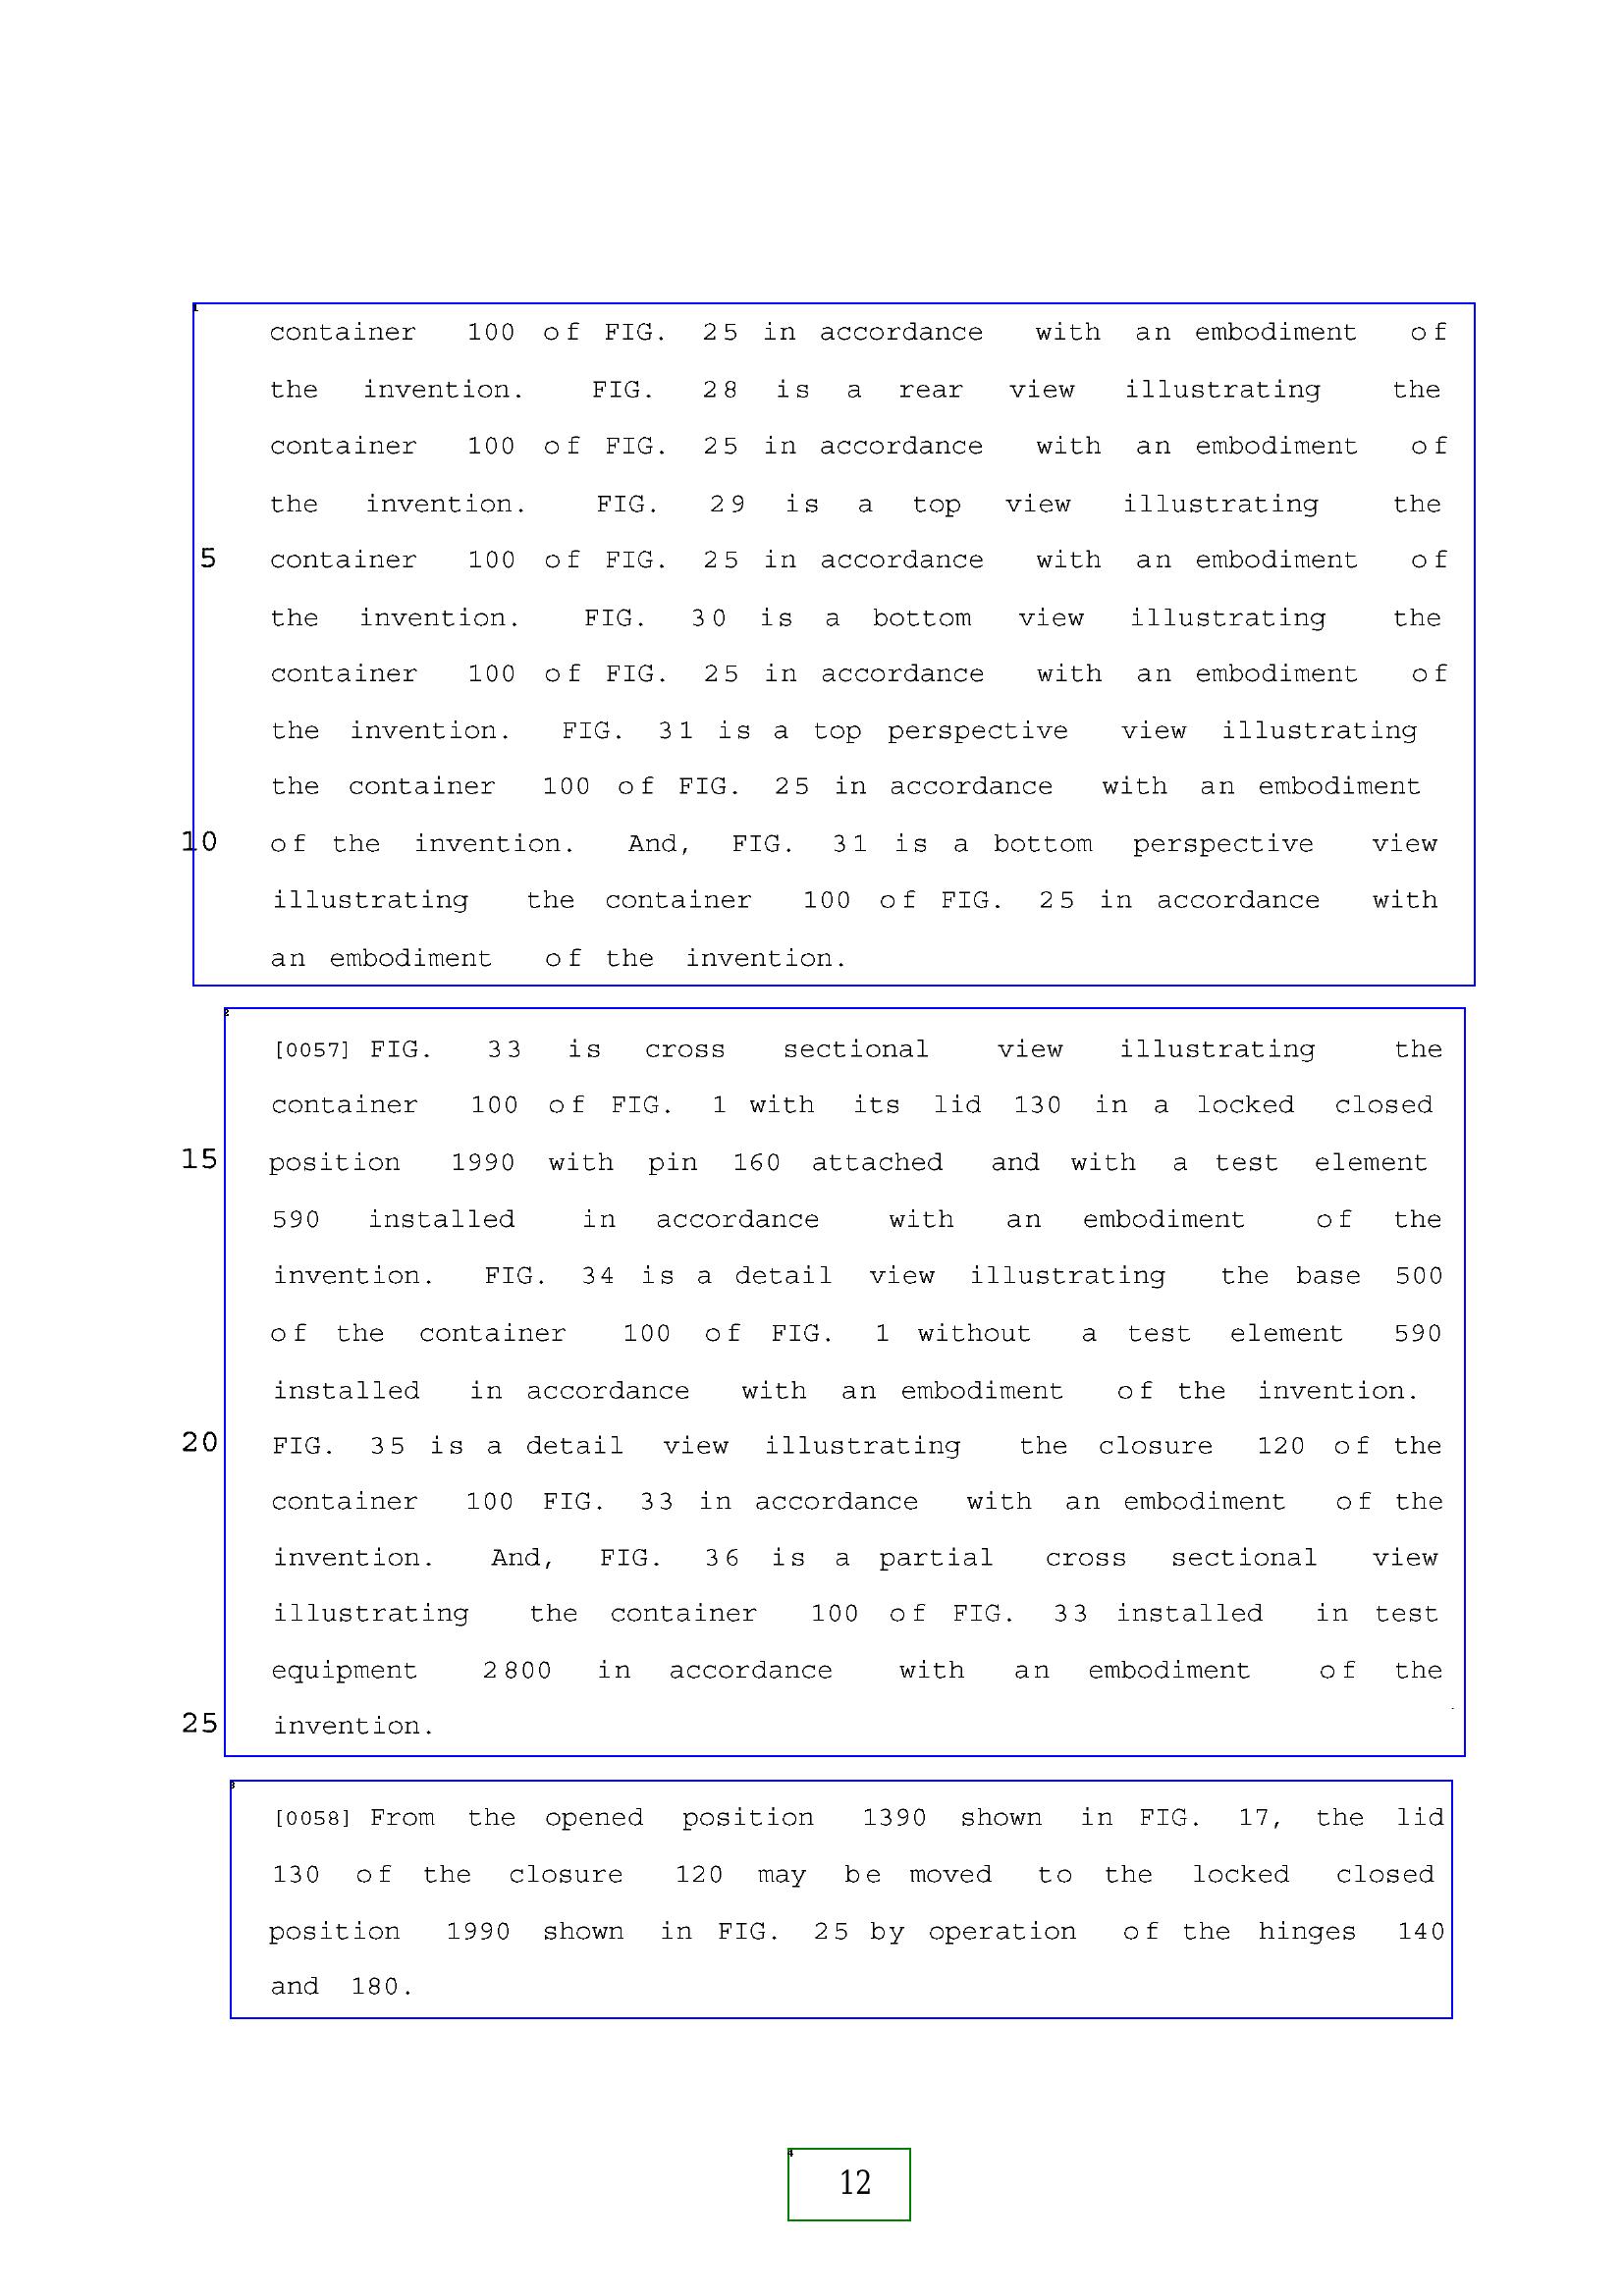 container 100 of FIG. 25 in accordance with an embodiment of
the invention. FIG. 28 is a rear view illustrating the
container 100 of FIG. 25 in accordance with an embodiment of
the invention. FIG. 29 is a top view illustrating the
5 container 100 of FIG. 25 in accordance with an embodiment of
the invention. FIG. 30 is a bottom view illustrating the
container 100 of FIG. 25 in accordance with an embodiment of
the invention. FIG. 31 is a top perspective view illustrating
the container 100 of FIG. 25 in accordance with an embodiment
10 of the invention. And, FIG. 31 is a bottom perspective view
illustrating the container 100 of FIG. 25 in accordance with
an embodiment of the invention.
[0057] FIG. 33 is cross sectional view illustrating the
container 100 of FIG. 1 with its lid 130 in a locked closed
15 position 1990 with pin 160 attached and with a test element
590 installed in accordance with an embodiment of the
invention. FIG. 34 is a detail view illustrating the base 500
of the container 100 of FIG. 1 without a test element 590
installed in accordance with an embodiment of the invention.
20 FIG. 35 is a detail view illustrating the closure 120 of the
container 100 FIG. 33 in accordance with an embodiment of the
invention. And, FIG. 36 is a partial cross sectional view
illustrating the container 100 of FIG. 33 installed in test
equipment 2800 in accordance with an embodiment of the
25 invention.
[0058] From the opened position 1390 shown in FIG. 17, the lid
130 of the closure 120 may be moved to the locked closed
position 1990 shown in FIG. 25 by operation of the hinges 140
and 180.
12